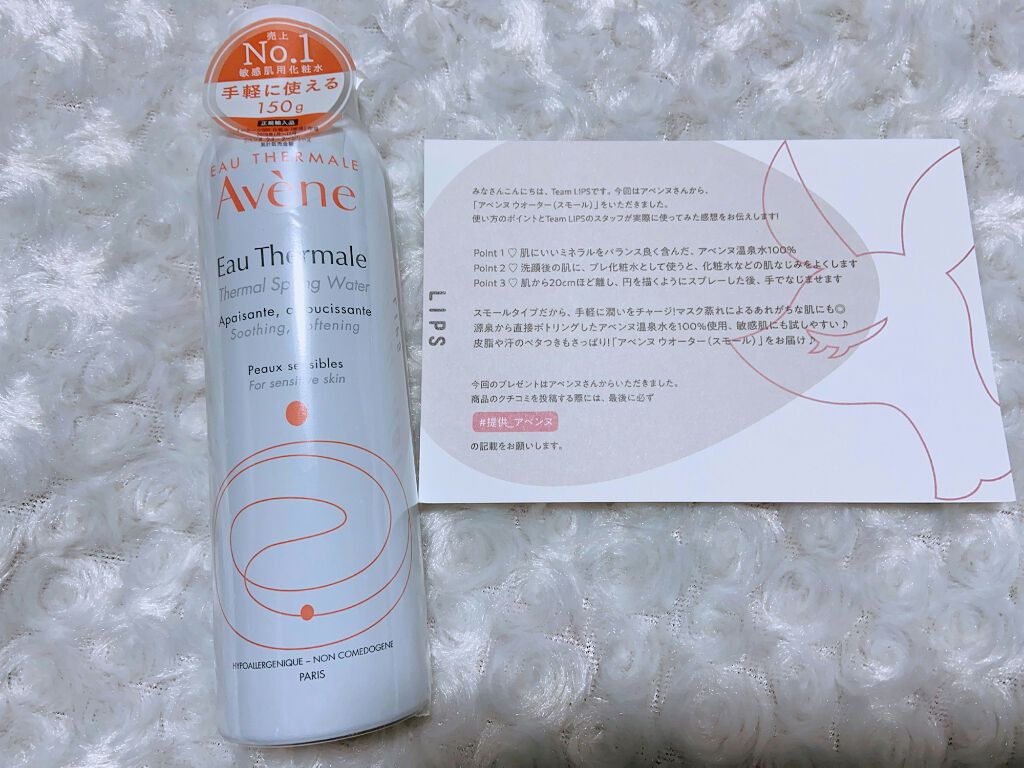 売上
No.1
敏感肌用化粧水
手軽に使える
150g
正規輸入品
EAU THERMALE
Avène
Eau Thermale
Thermal Spring Water
Apaisante, adoucissante
Soothing, softening
Peaux sensibles
For sensitive skin
HYPOALLERGENIQUE – NON COMEDOGENE
PARIS
LIPS
みなさんこんにちは、Team LIPSです。今回はアベンヌさんから、
「アベンヌ ウオーター（スモール）」をいただきました。
使い方のポイントとTeam LIPSのスタッフが実際に使ってみた感想をお伝えします!
Point 1 ♡ 肌にいいミネラルをバランス良く含んだ、アベンヌ温泉水100%
Point 2 ♡ 洗顔後の肌に、プレ化粧水として使うと、化粧水などの肌なじみをよくします
Point 3 ♡ 肌から20cmほど離し、円を描くようにスプレーした後、手でなじませます
スモールタイプだから、手軽に潤いをチャージ!マスク蒸れによるあれがちな肌にも◎
源泉から直接ボトリングしたアベンヌ温泉水を100%使用、敏感肌にも試しやすい♪
皮脂や汗のベタつきもさっぱり!「アベンヌ ウオーター（スモール）」をお届け♪
今回のプレゼントはアベンヌさんからいただきました。
商品のクチコミを投稿する際には、最後に必ず
#提供_アベンヌ
の記載をお願いします。